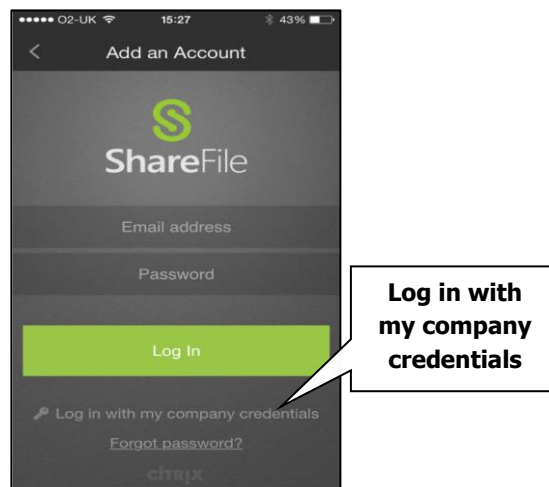 O2-UK 15:27 43%
Add an Account
ShareFile
Email address
Password
Log In
Log in with my company credentials
Forgot password?
CITRIX
Log in with
my company
credentials